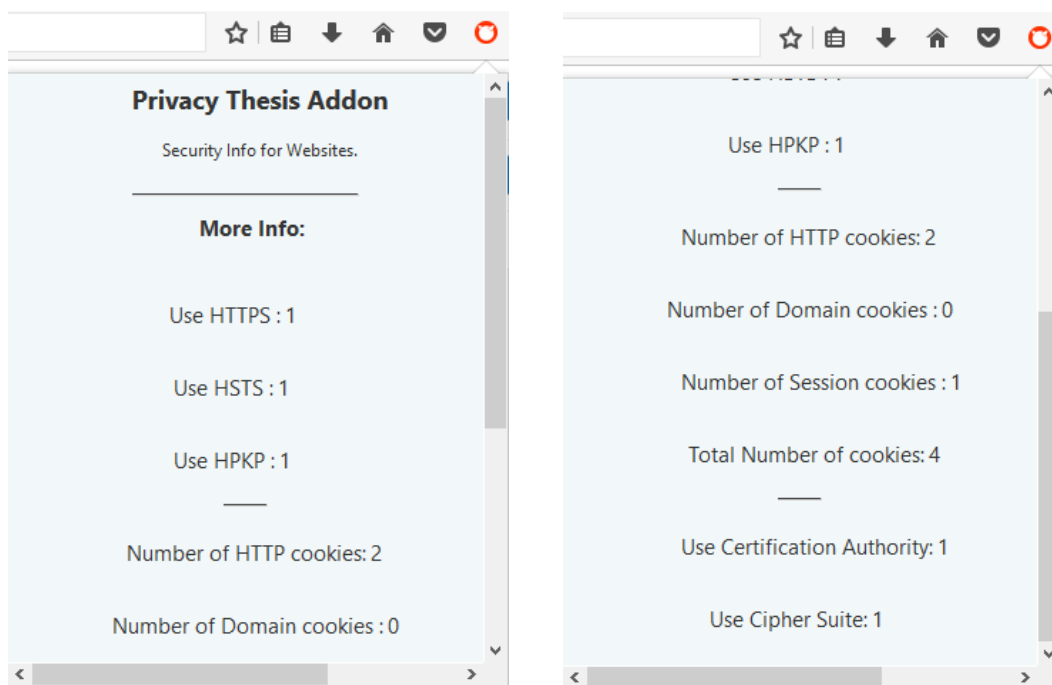 Privacy Thesis Addon
Security Info for Websites.
More Info:
Use HTTPS : 1
Use HSTS : 1
Use HPKP : 1
Number of HTTP cookies: 2
Number of Domain cookies : 0
Use HPKP : 1
Number of HTTP cookies: 2
Number of Domain cookies : 0
Number of Session cookies : 1
Total Number of cookies: 4
Use Certification Authority: 1
Use Cipher Suite: 1